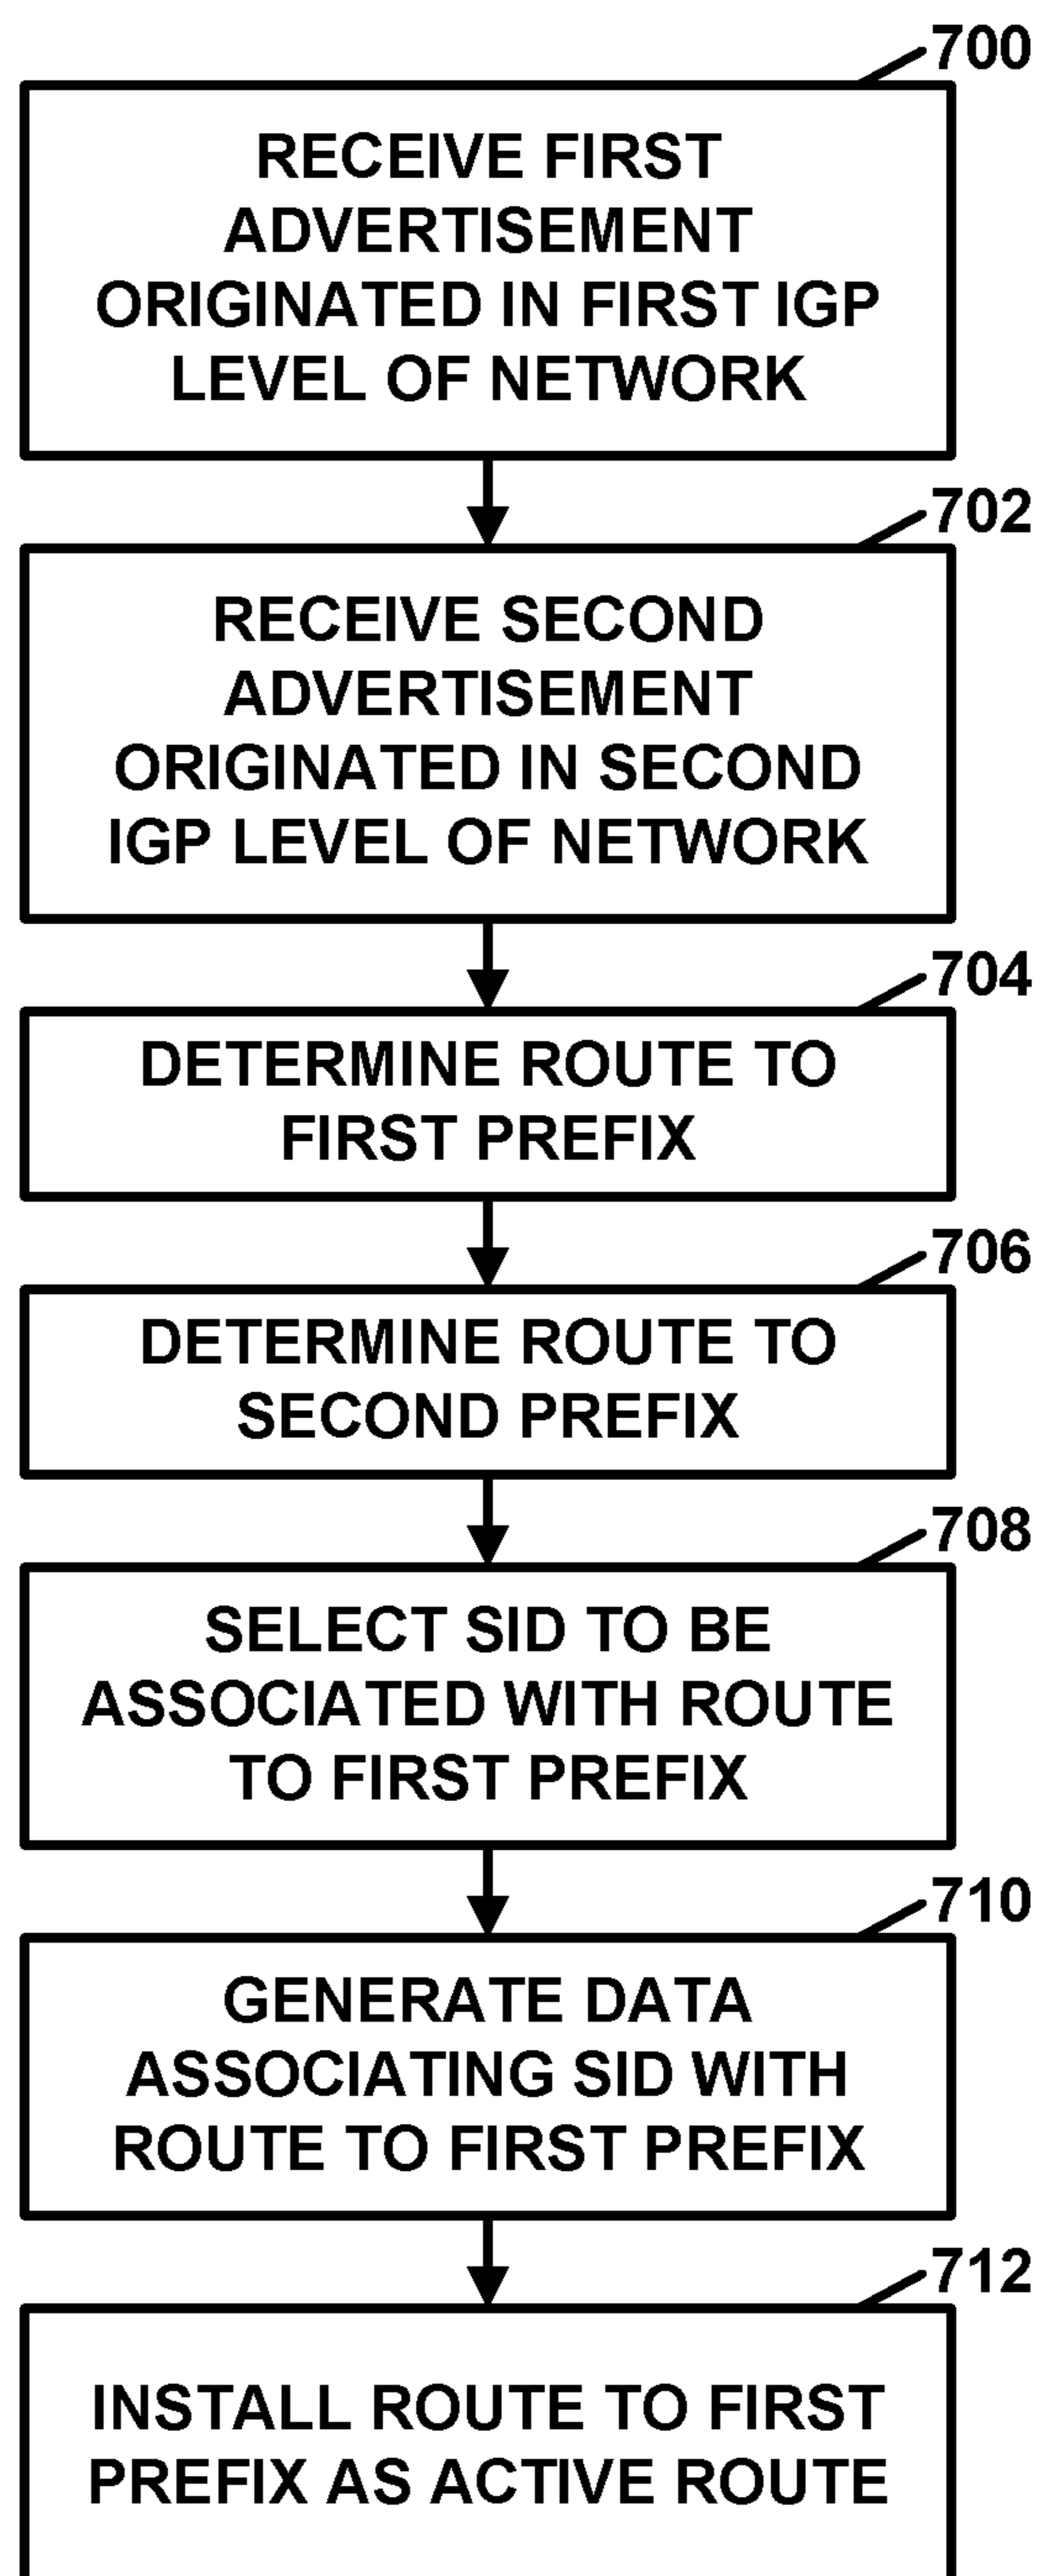 700
RECEIVE FIRST
ADVERTISEMENT
ORIGINATED IN FIRST IGP
LEVEL OF NETWORK
702
RECEIVE SECOND
ADVERTISEMENT
ORIGINATED IN SECOND
IGP LEVEL OF NETWORK
704
DETERMINE ROUTE TO
FIRST PREFIX
706
DETERMINE ROUTE TO
SECOND PREFIX
708
SELECT SID TO BE
ASSOCIATED WITH ROUTE
TO FIRST PREFIX
710
GENERATE DATA
ASSOCIATING SID WITH
ROUTE TO FIRST PREFIX
712
INSTALL ROUTE TO FIRST
PREFIX AS ACTIVE ROUTE